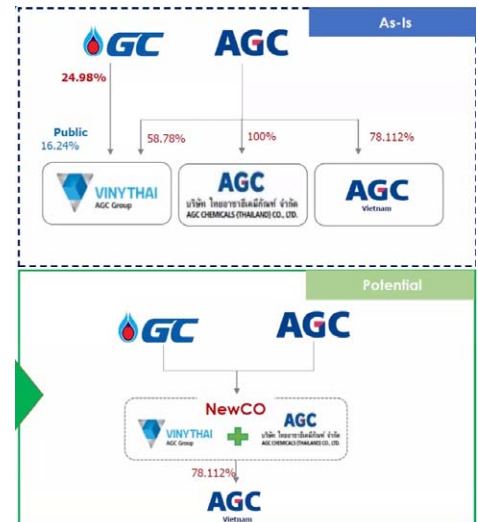 As-Is
GC
AGC
24.98%
Public
16.24%
58.78%
100%
78.112%
VINYTHAI
AGC Group
AGC
บริษัท ไทยอาซาฮีเคมีภัณฑ์ จำกัด
AGC CHEMICALS (THAILAND) CO., LTD.
AGC
Vietnam
Potential
GC
AGC
NewCO
VINYTHAI
AGC Group
AGC
บริษัท ไทยอาซาฮีเคมีภัณฑ์ จำกัด
AGC CHEMICALS (THAILAND) CO., LTD.
78.112%
AGC
Vietnam